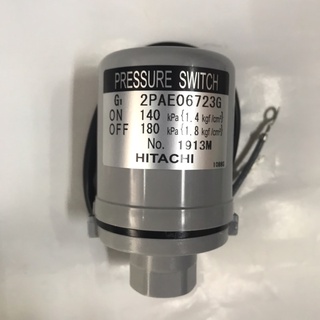 PRESSURE SWITCH
G 2PAE06723G
ON 140 kPa{1.4 kgf/cm²}
OFF 180 kPa{1.8 kgf/cm²}
No. 1913M
HITACHI